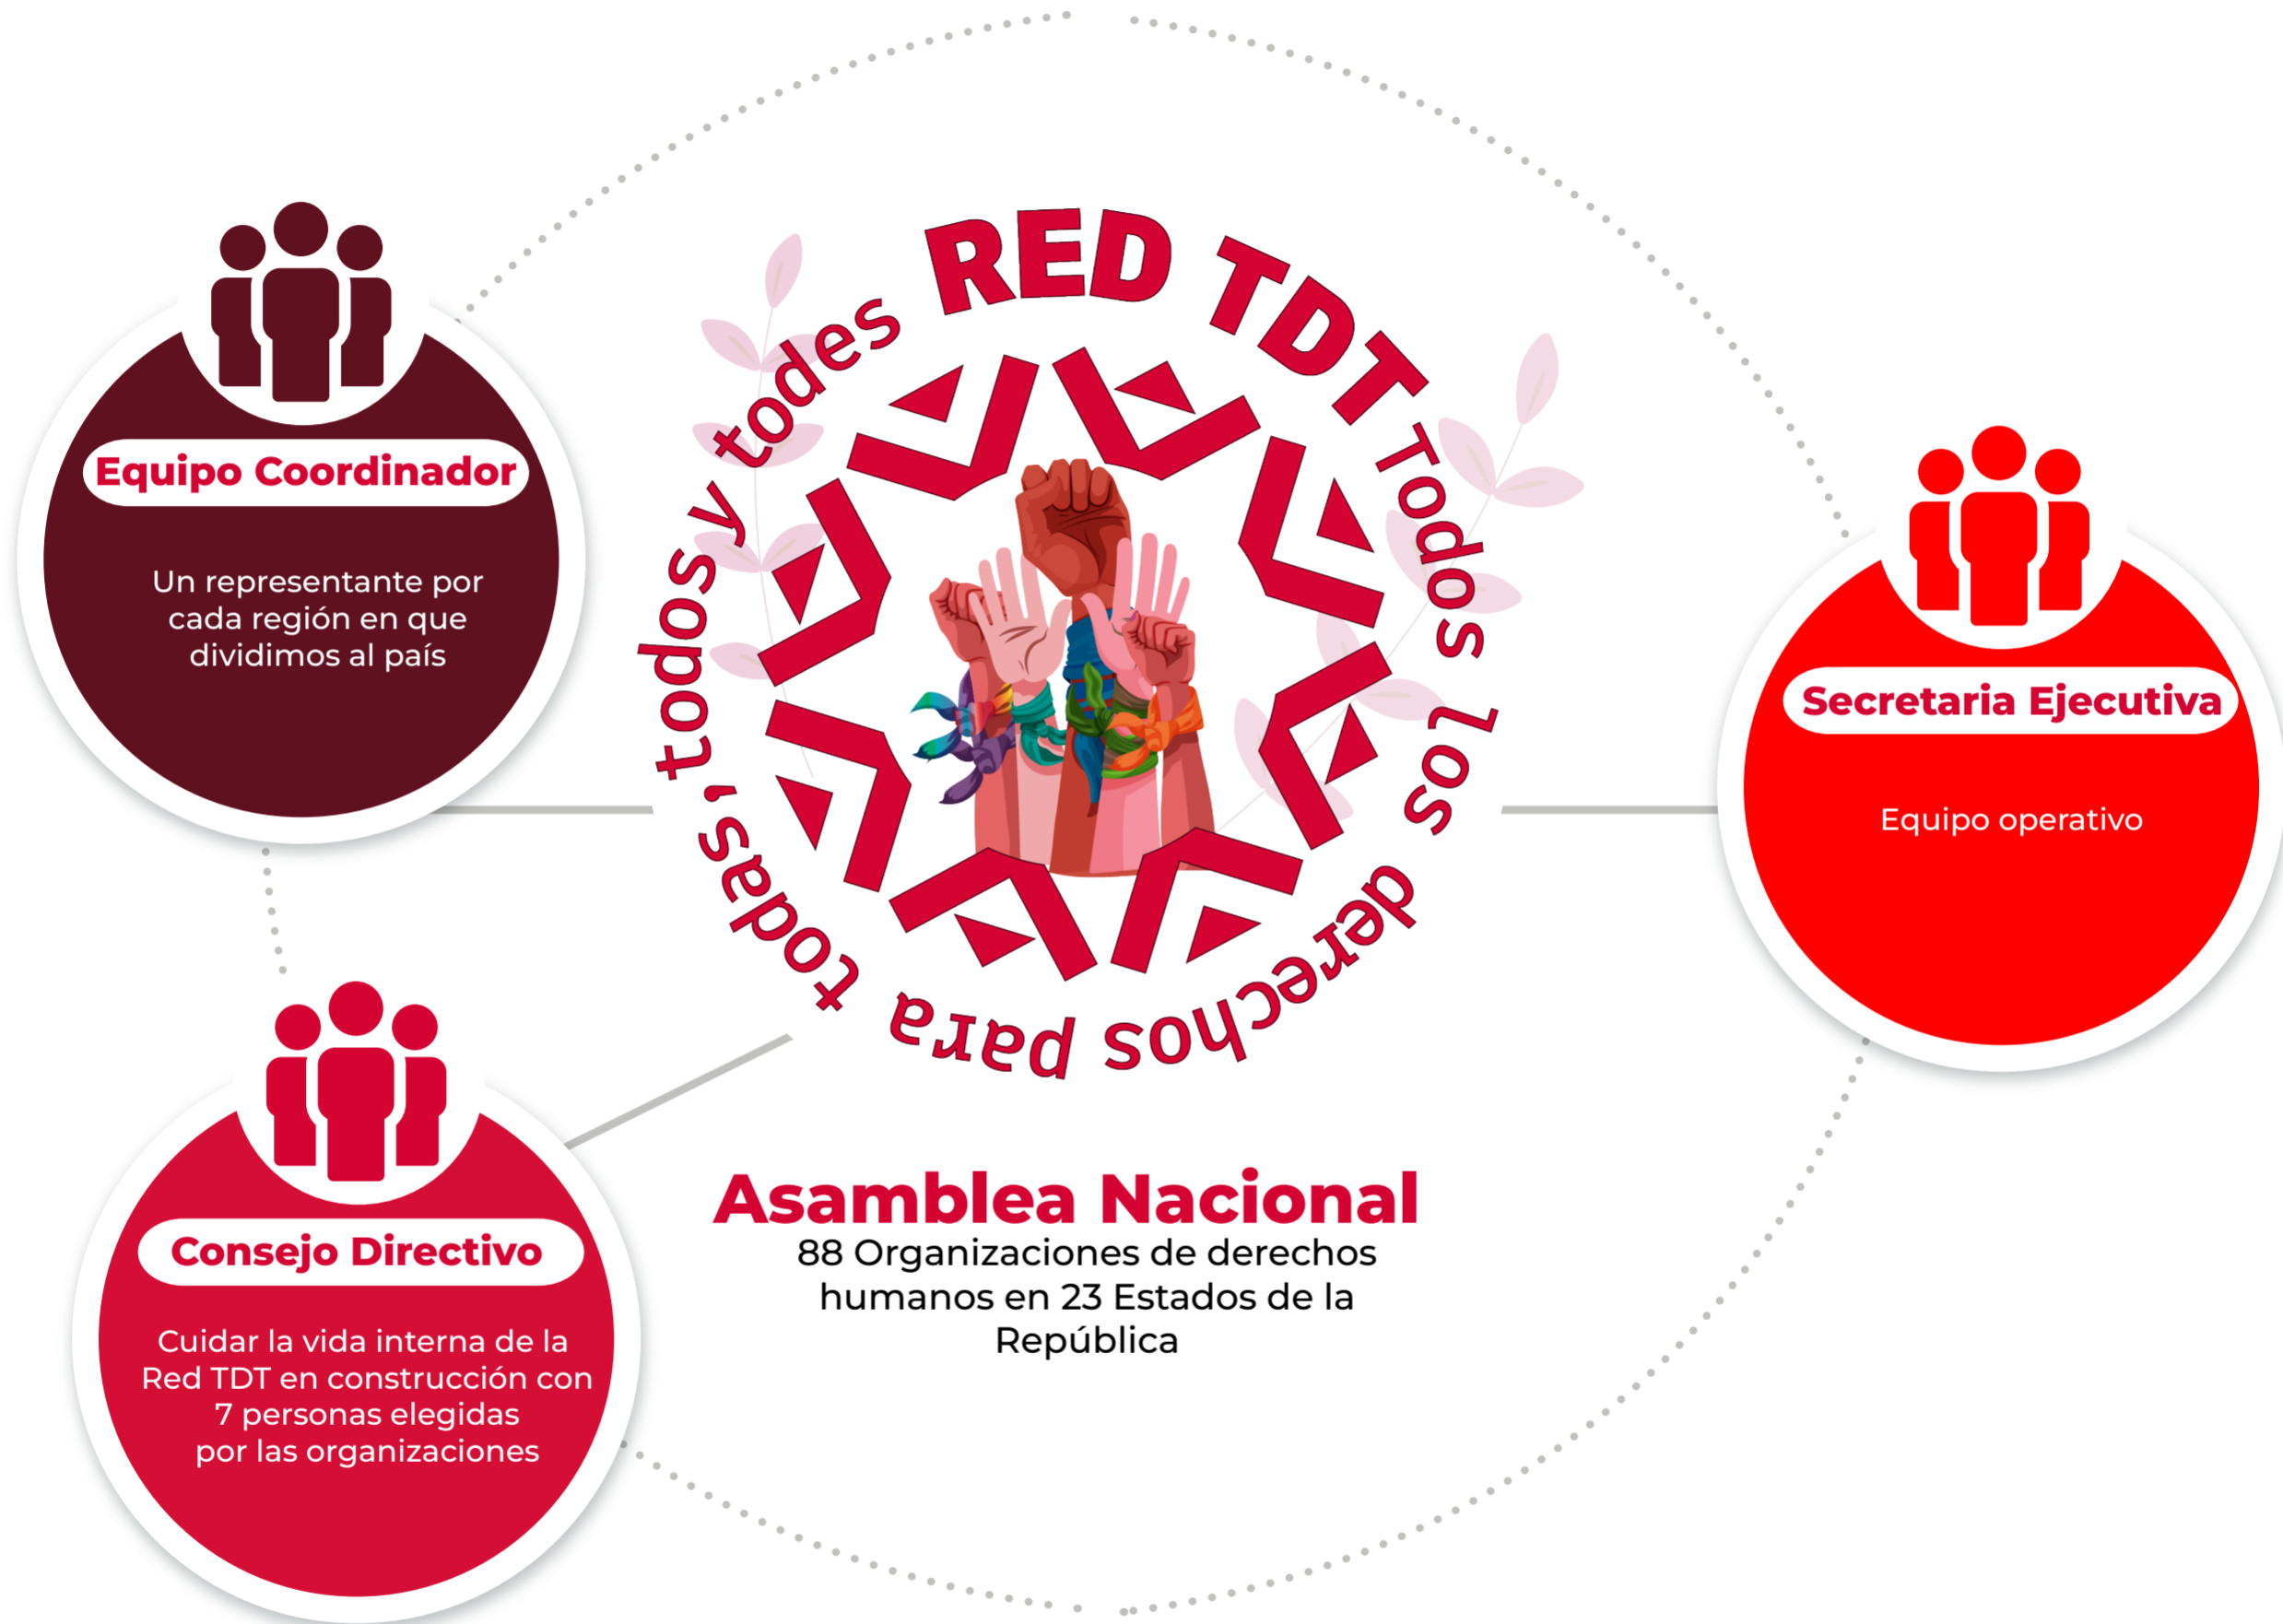 RED TDT
Todos los derechos para todas, todos y todes
Equipo Coordinador
Un representante por
cada región en que
dividimos al país
Secretaria Ejecutiva
Equipo operativo
Consejo Directivo
Cuidar la vida interna de la
Red TDT en construcción con
7 personas elegidas
por las organizaciones
Asamblea Nacional
88 Organizaciones de derechos
humanos en 23 Estados de la
República